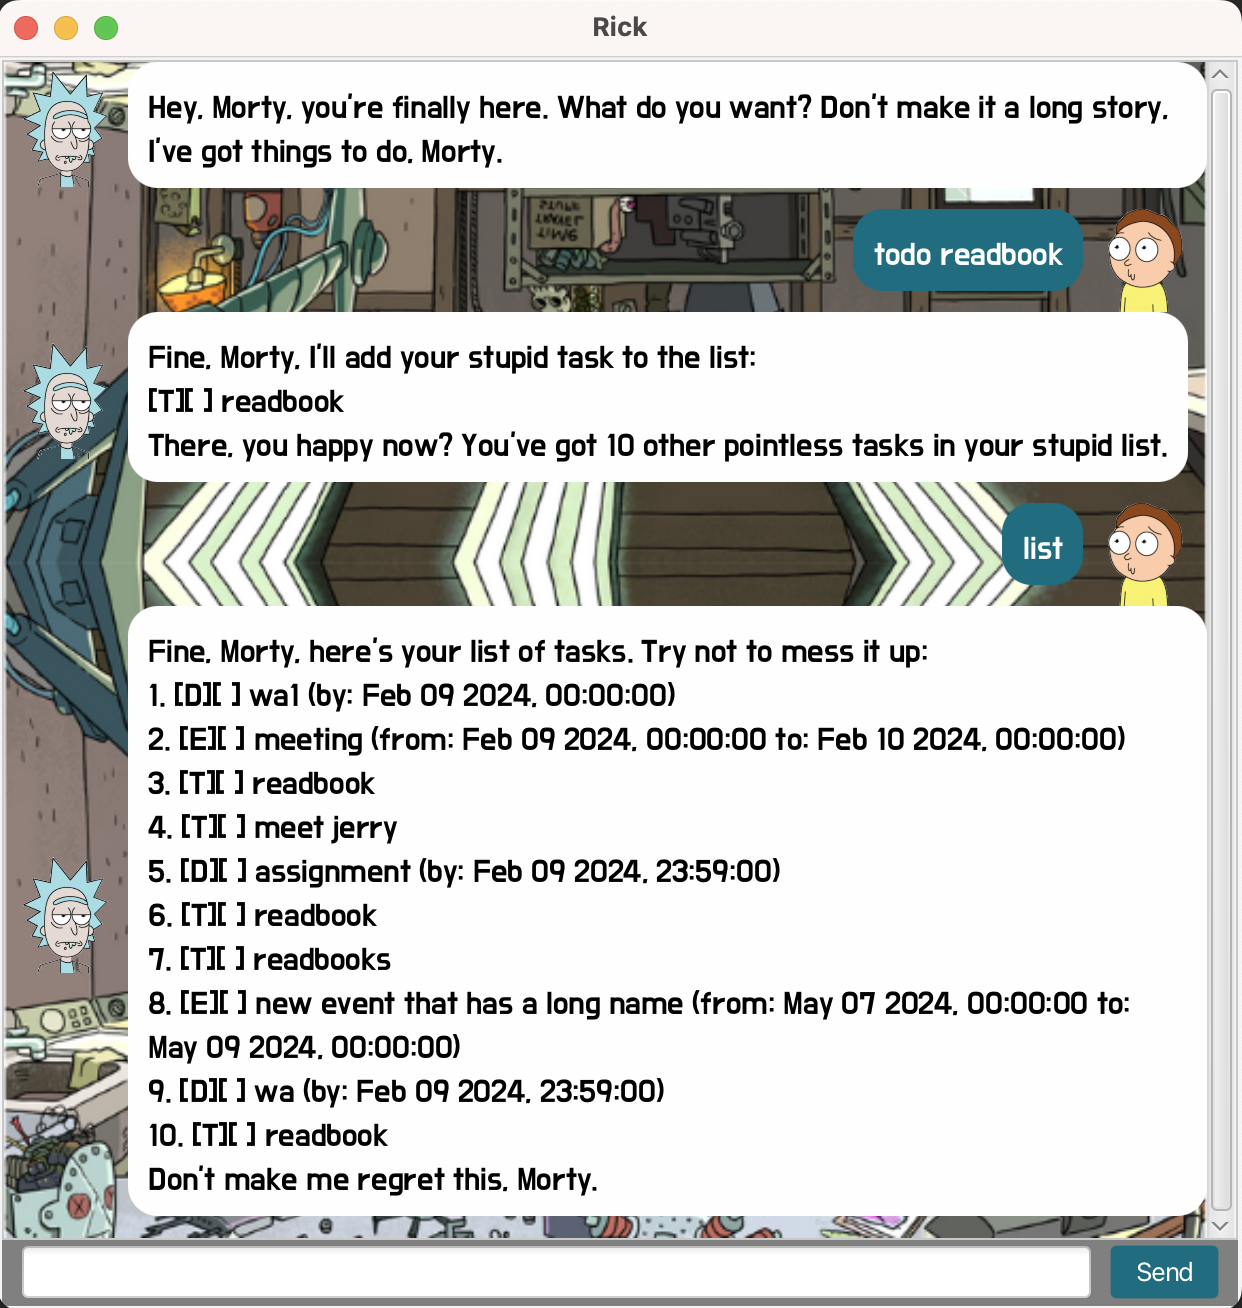 Rick
Hey, Morty, you're finally here. What do you want? Don't make it a long story,
I've got things to do, Morty.
todo readbook
Fine, Morty, I'll add your stupid task to the list:
[T][ ] readbook
There, you happy now? You've got 10 other pointless tasks in your stupid list.
list
Fine, Morty, here's your list of tasks. Try not to mess it up:
1. [D][ ] wa1 (by: Feb 09 2024, 00:00:00)
2. [E][ ] meeting (from: Feb 09 2024, 00:00:00 to: Feb 10 2024, 00:00:00)
3. [T][ ] readbook
4. [T][ ] meet jerry
5. [D][ ] assignment (by: Feb 09 2024, 23:59:00)
6. [T][ ] readbook
7. [T][ ] readbooks
8. [E][ ] new event that has a long name (from: May 07 2024, 00:00:00 to:
May 09 2024, 00:00:00)
9. [D][ ] wa (by: Feb 09 2024, 23:59:00)
10. [T][ ] readbook
Don't make me regret this, Morty.
Send